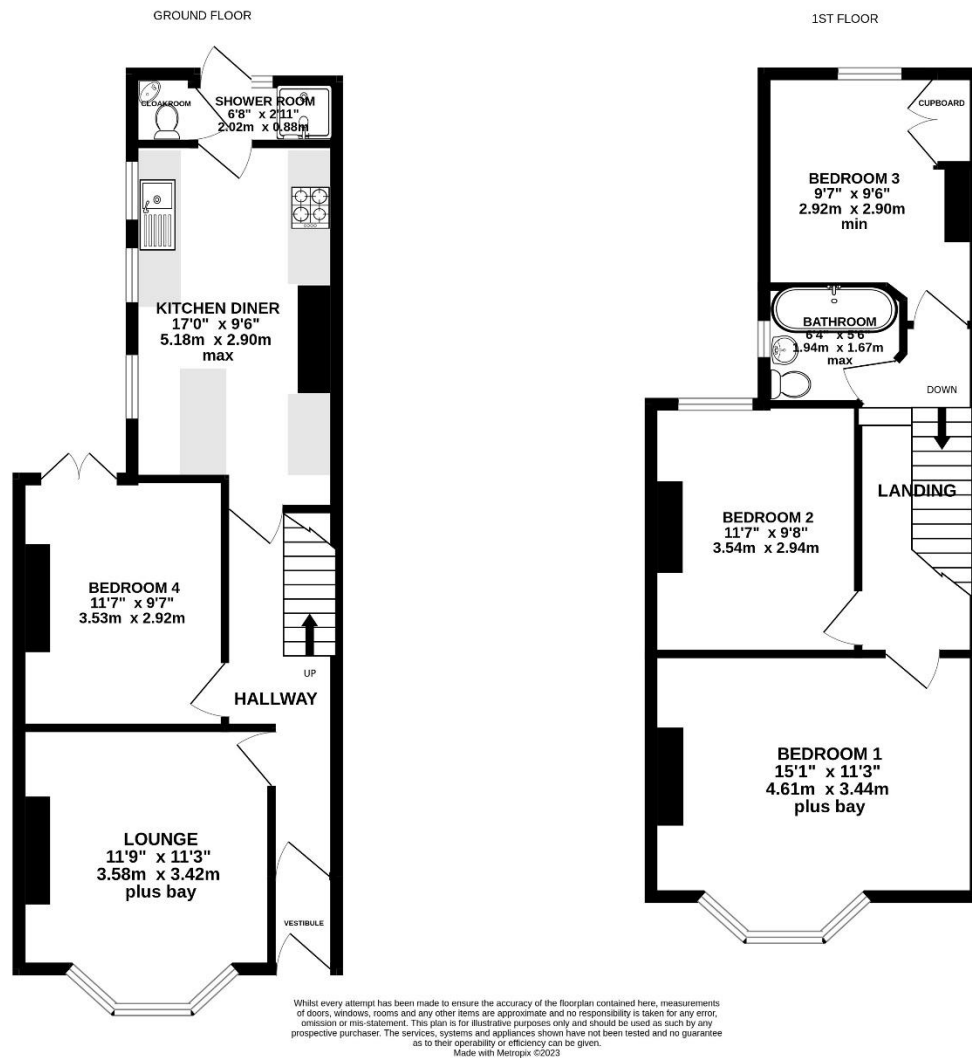 GROUND FLOOR
CLOAKROOM
SHOWER ROOM
6'8" x 2'11"
2.02m x 0.88m
KITCHEN DINER
17'0" x 9'6"
5.18m x 2.90m
max
BEDROOM 4
11'7" x 9'7"
3.53m x 2.92m
UP
HALLWAY
LOUNGE
11'9" x 11'3"
3.58m x 3.42m
plus bay
VESTIBULE
1ST FLOOR
CUPBOARD
BEDROOM 3
9'7" x 9'6"
2.92m x 2.90m
min
BATHROOM
6'4" x 5'6"
1.94m x 1.67m
max
DOWN
LANDING
BEDROOM 2
11'7" x 9'8"
3.54m x 2.94m
BEDROOM 1
15'1" x 11'3"
4.61m x 3.44m
plus bay
Whilst every attempt has been made to ensure the accuracy of the floorplan contained here, measurements
of doors, windows, rooms and any other items are approximate and no responsibility is taken for any error,
omission or mis-statement. This plan is for illustrative purposes only and should be used as such by any
prospective purchaser. The services, systems and appliances shown have not been tested and no guarantee
as to their operability or efficiency can be given.
Made with Metropix ©2023